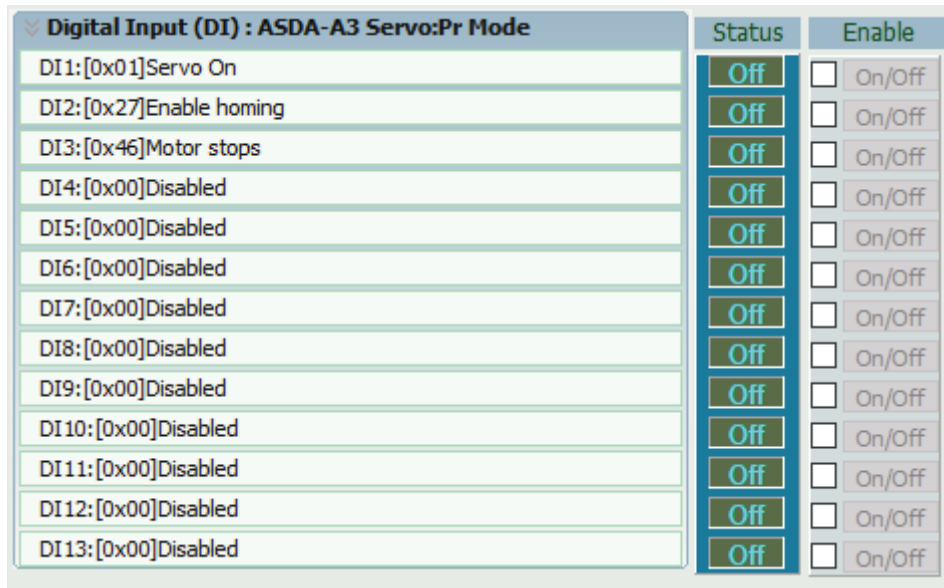 Digital Input (DI) : ASDA-A3 Servo:Pr Mode Status Enable
DI1:[0x01]Servo On Off On/Off
DI2:[0x27]Enable homing Off On/Off
DI3:[0x46]Motor stops Off On/Off
DI4:[0x00]Disabled Off On/Off
DI5:[0x00]Disabled Off On/Off
DI6:[0x00]Disabled Off On/Off
DI7:[0x00]Disabled Off On/Off
DI8:[0x00]Disabled Off On/Off
DI9:[0x00]Disabled Off On/Off
DI10:[0x00]Disabled Off On/Off
DI11:[0x00]Disabled Off On/Off
DI12:[0x00]Disabled Off On/Off
DI13:[0x00]Disabled Off On/Off